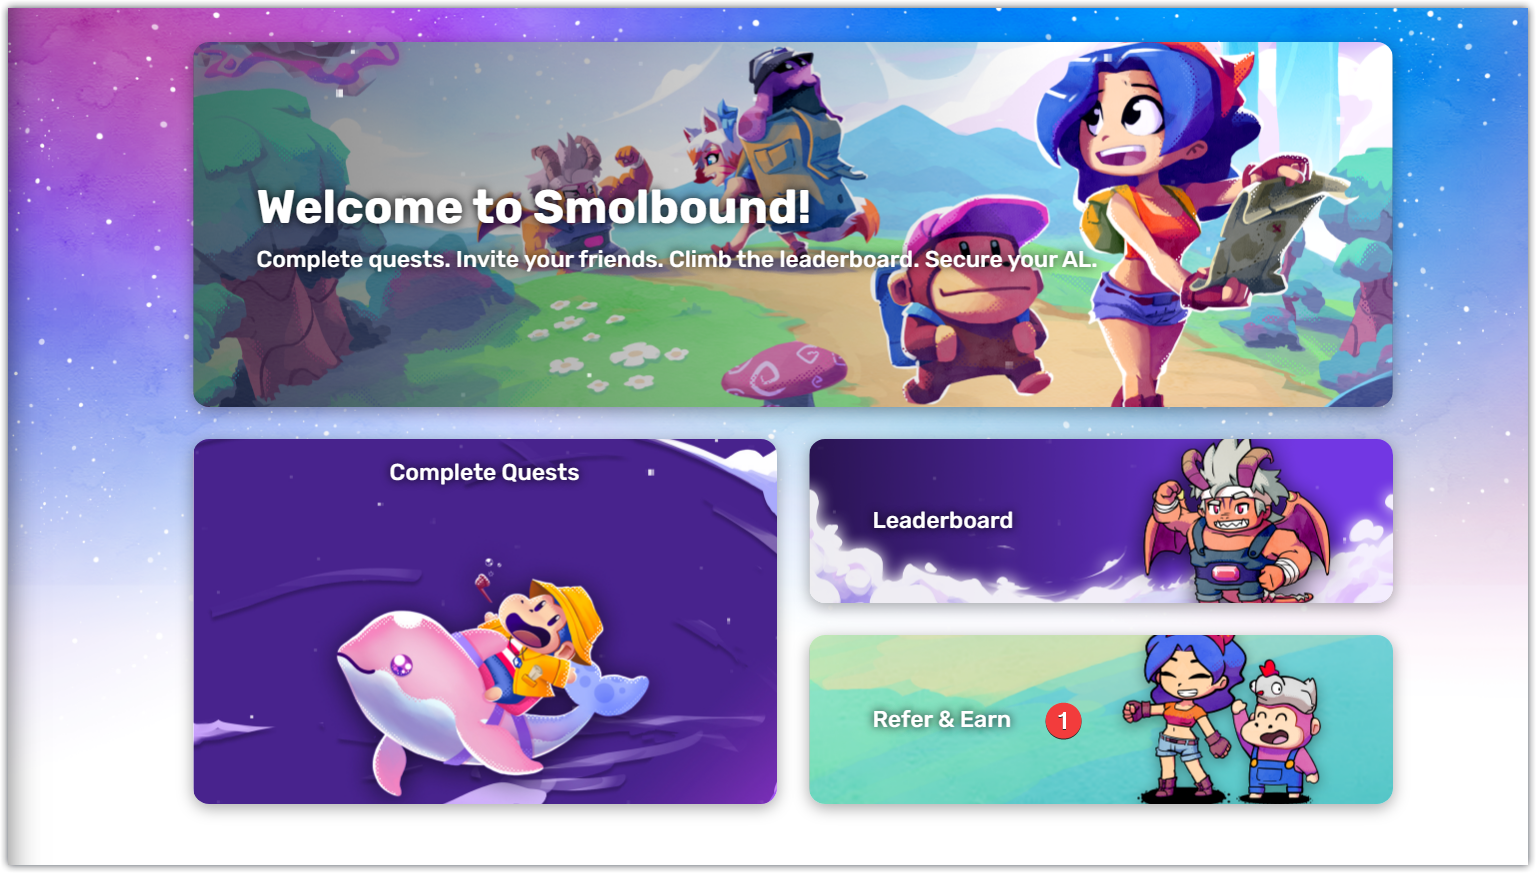 Welcome to Smolbound!
Complete quests. Invite your friends. Climb the leaderboard. Secure your AL.
Complete Quests
Leaderboard
Refer & Earn
1